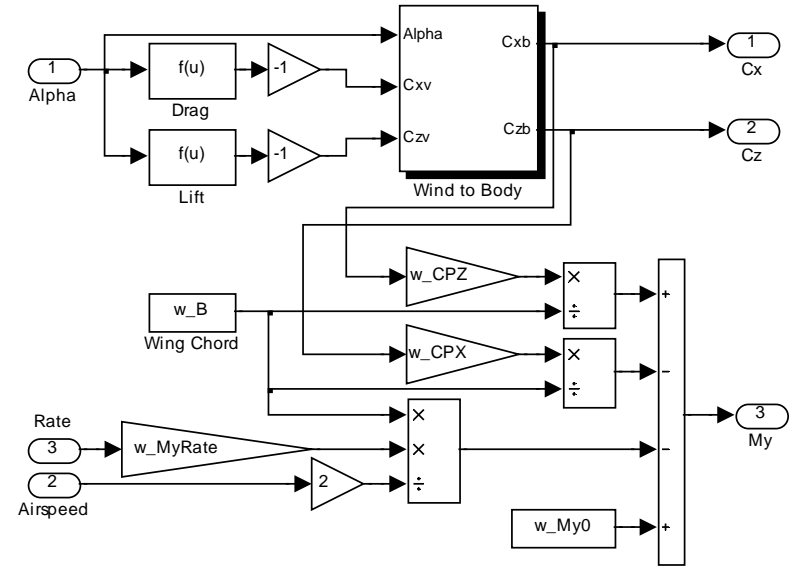 Alpha
Cxb
1
Cx
1
Alpha
f(u)
-1
Drag
Cxv
Czb
2
Cz
f(u)
-1
Lift
Czv
Wind to Body
w_CPZ
×
÷
+
w_B
Wing Chord
w_CPX
×
÷
−
Rate
3
w_MyRate
×
×
÷
−
3
My
2
Airspeed
2
w_My0
+